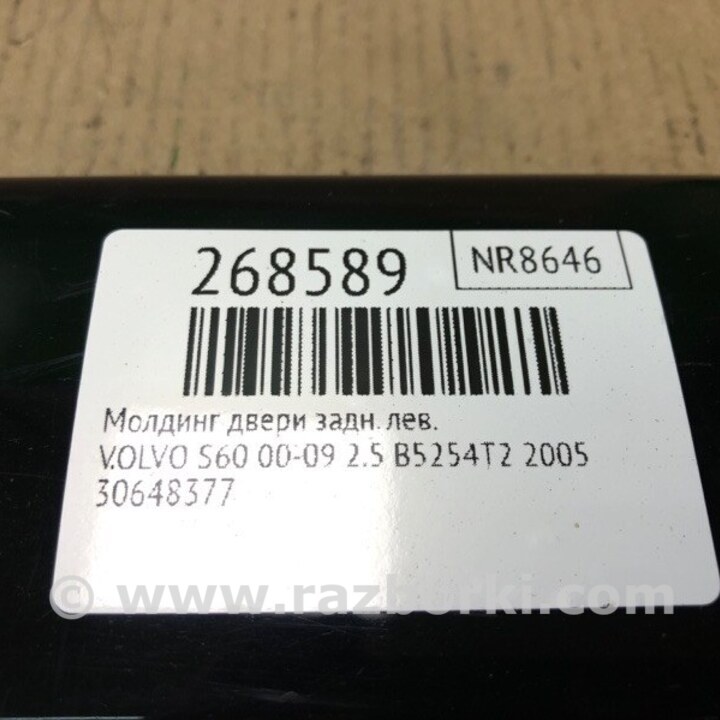 268589
NR8646
Молдинг двери задн. лев.
VOLVO S60 00-09 2.5 B5254T2 2005
30648377
© www.razborki.com